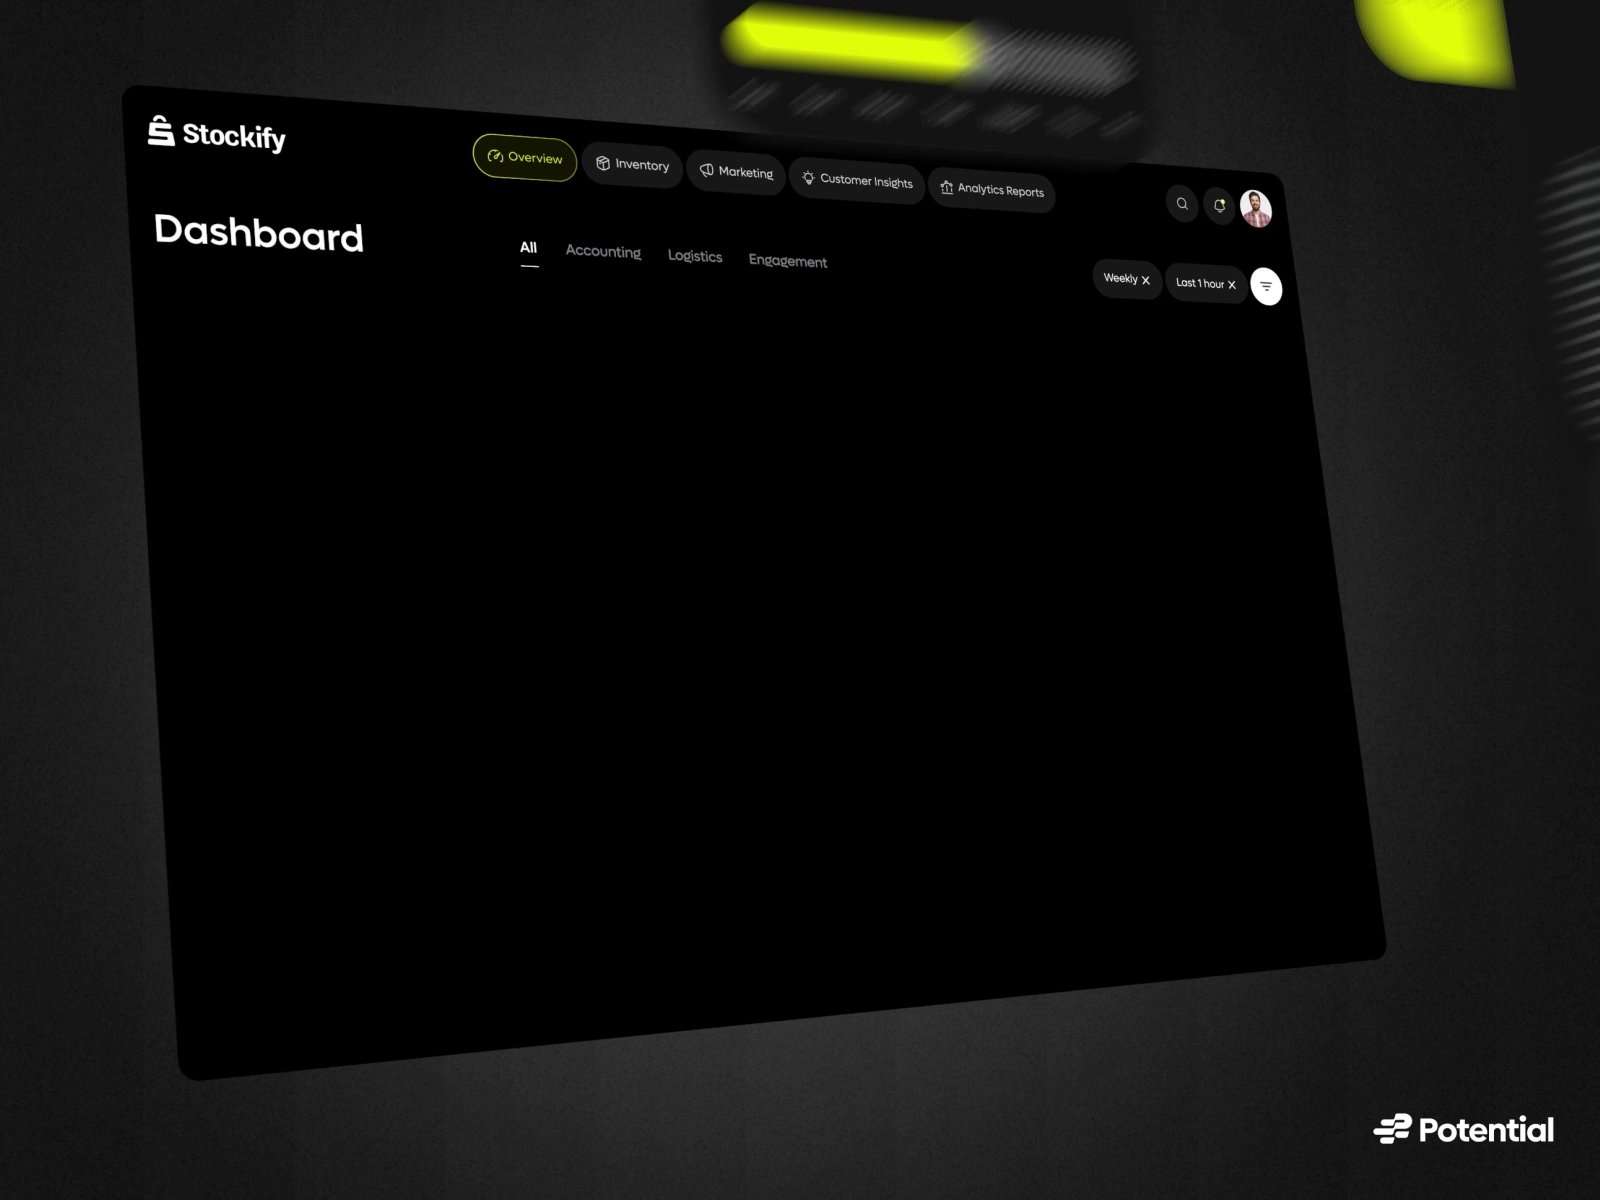 Stockify
Overview
Inventory
Marketing
Customer Insights
Analytics Reports
Dashboard
All
Accounting
Logistics
Engagement
Weekly X
Last 1 hour X
Potential